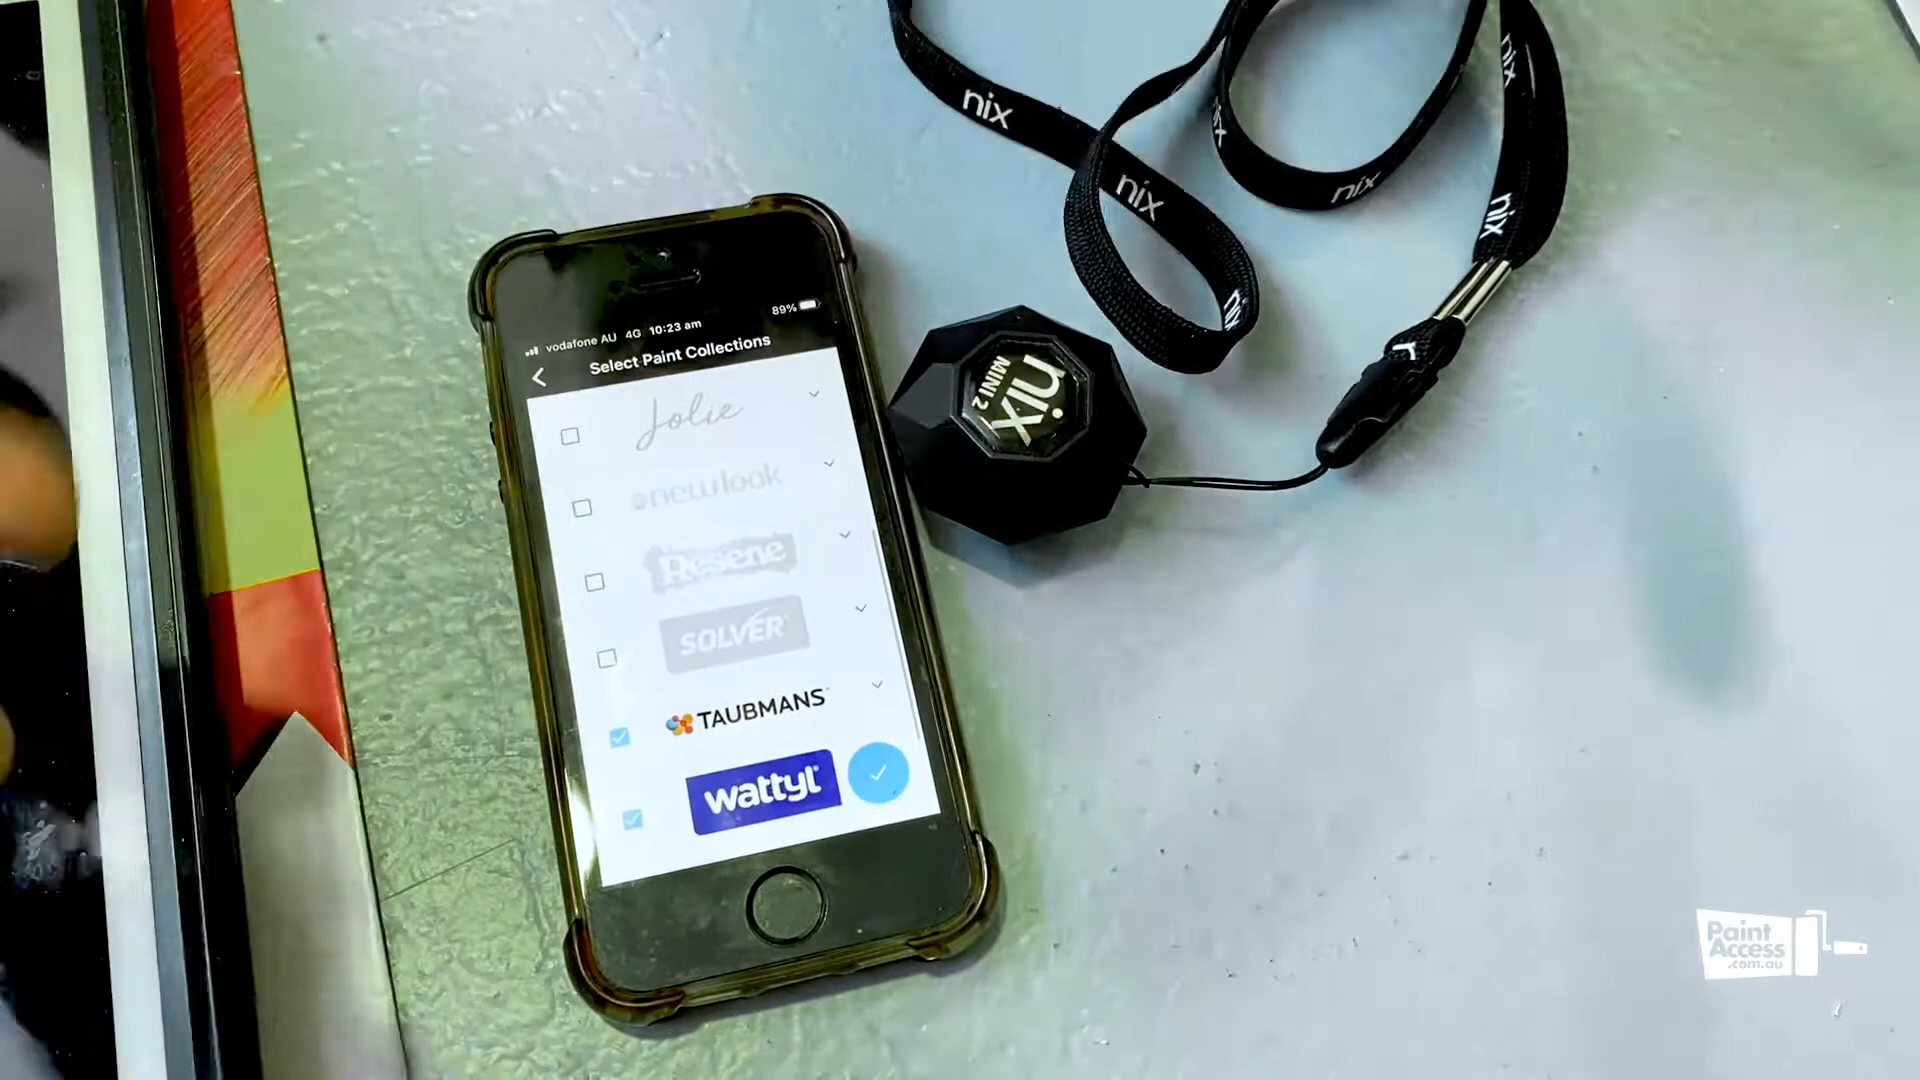 nix
nix
nix
nix
nix
nix
nix
89%
vodafone AU 4G 10:23 am
Select Paint Collections
Jolie
newlook
Resene
SOLVER
TAUBMANS
wattyl
nix
MINI 2
Paint
Access
.com.au